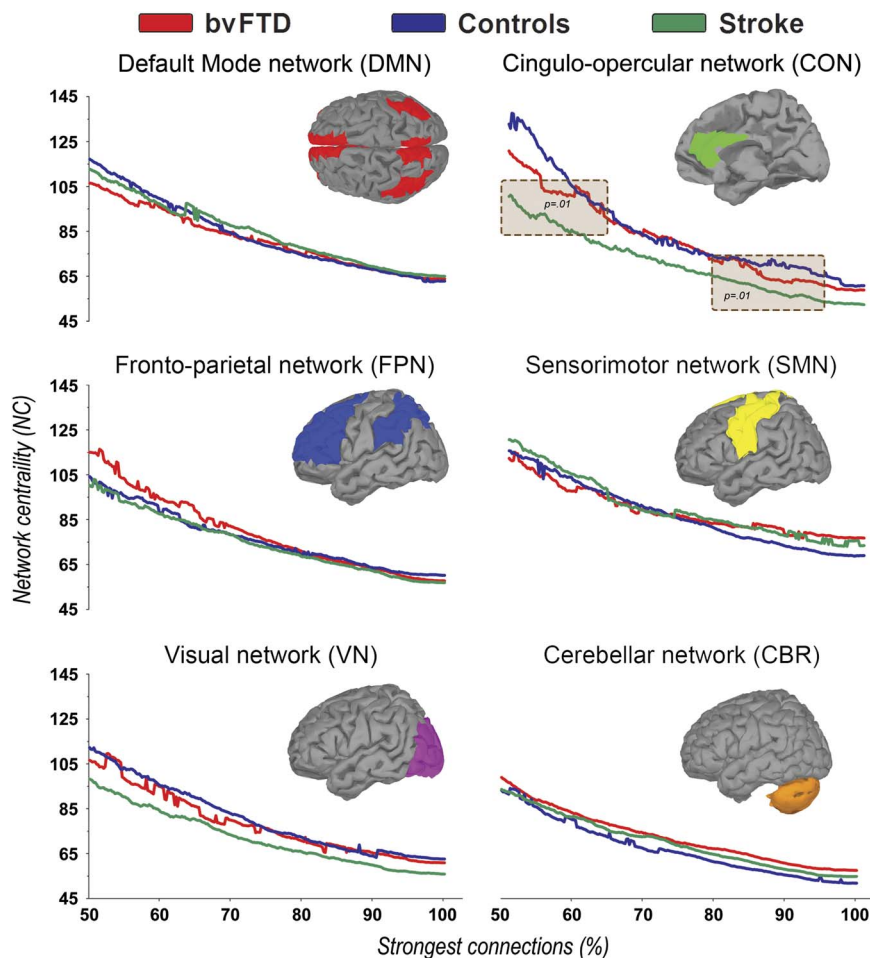 bvFTD Controls Stroke
Default Mode network (DMN) Cingulo-opercular network (CON)
145
125
105
85
65
45
p=.01
p=.01
Fronto-parietal network (FPN) Sensorimotor network (SMN)
Network centraility (NC)
145
125
105
85
65
45
Visual network (VN) Cerebellar network (CBR)
145
125
105
85
65
45
50 60 70 80 90 100 50 60 70 80 90 100
Strongest connections (%)